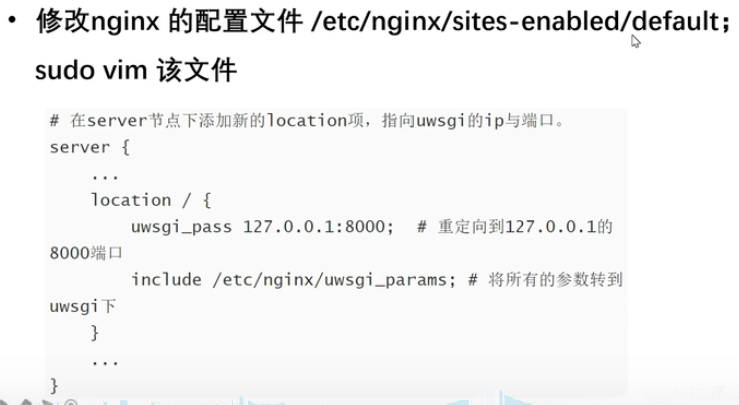 • 修改nginx 的配置文件 /etc/nginx/sites-enabled/default；
sudo vim 该文件
# 在server节点下添加新的location项，指向uwsgi的ip与端口。
server {
    ...
    location / {
        uwsgi_pass 127.0.0.1:8000;  # 重定向到127.0.0.1的
8000端口
        include /etc/nginx/uwsgi_params; # 将所有的参数转到
uwsgi下
    }
    ...
}